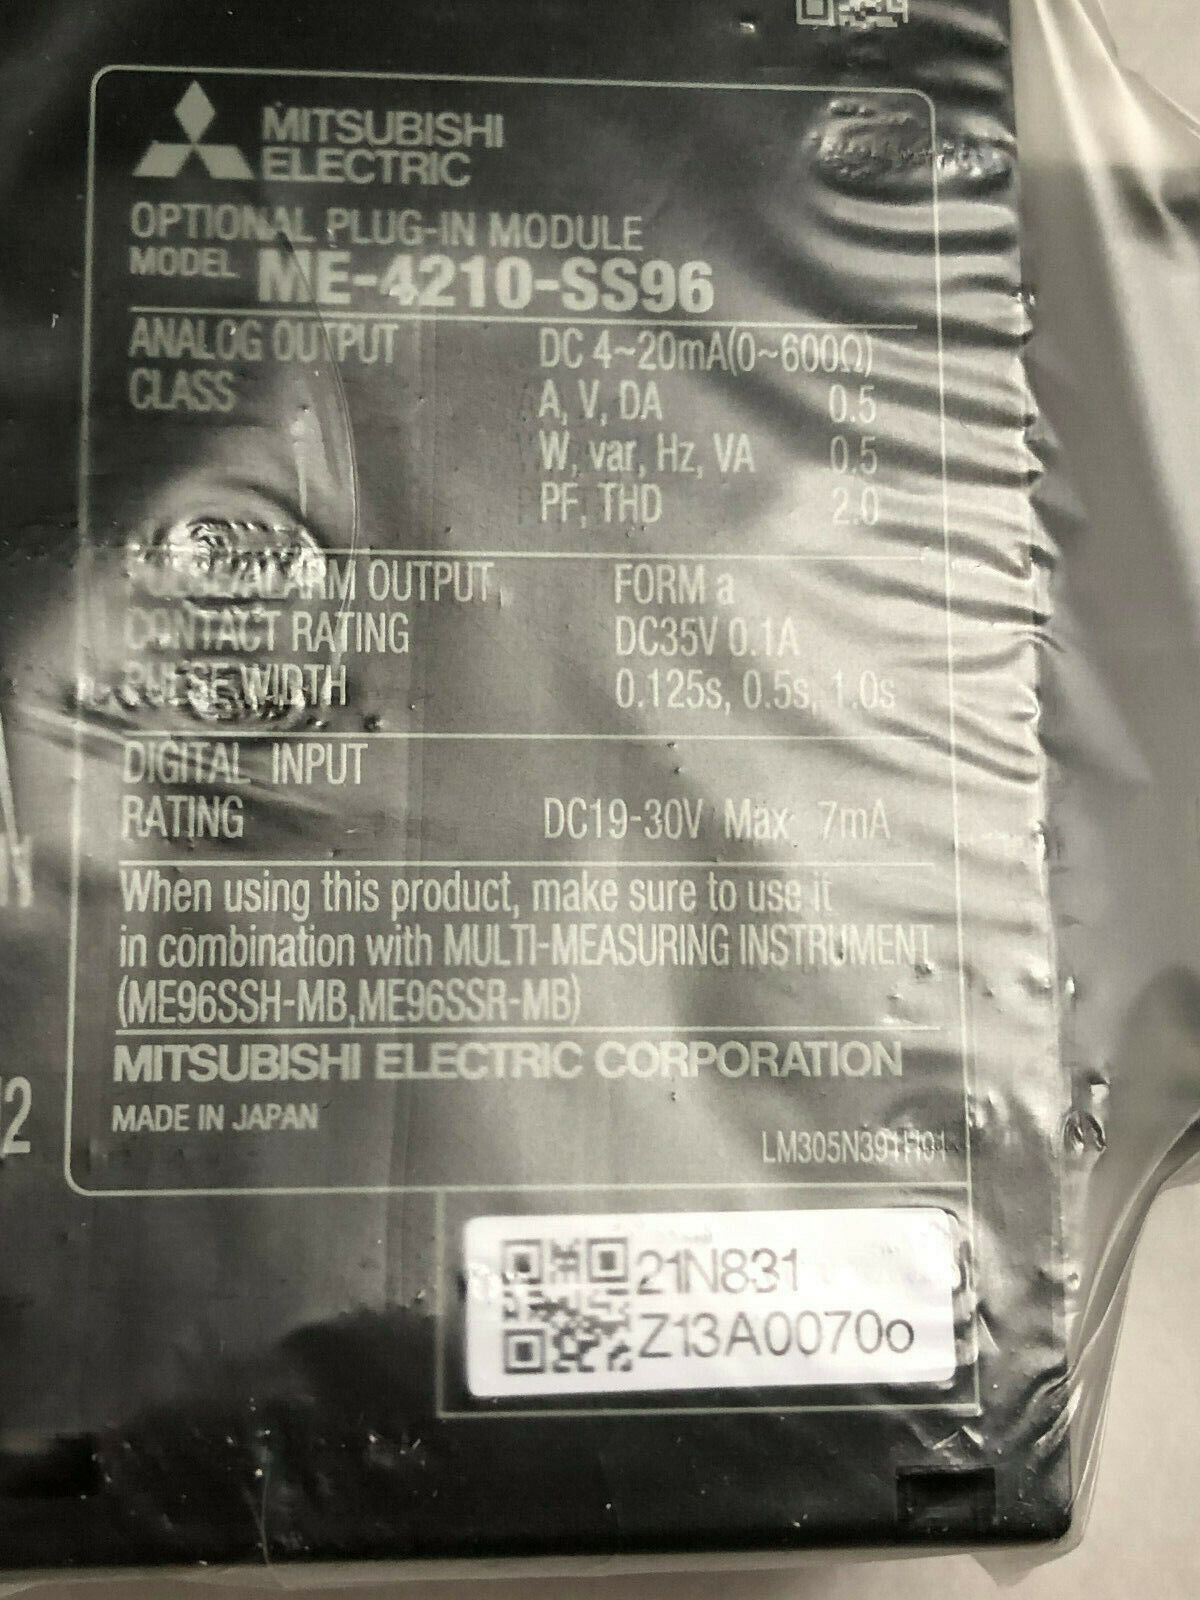 MITSUBISHI
ELECTRIC
OPTIONAL PLUG-IN MODULE
MODEL ME-4210-SS96
ANALOG OUTPUT DC 4~20mA(0~600Ω)
CLASS A, V, DA 0.5
W, var, Hz, VA 0.5
PF, THD 2.0
PULSE/ALARM OUTPUT, FORM a
CONTACT RATING DC35V 0.1A
PULSE WIDTH 0.125s, 0.5s, 1.0s
DIGITAL INPUT
RATING DC19-30V Max 7mA
When using this product, make sure to use it
in combination with MULTI-MEASURING INSTRUMENT
(ME96SSH-MB,ME96SSR-MB)
MITSUBISHI ELECTRIC CORPORATION
MADE IN JAPAN
LM305N391H01
21N831
Z13A0070o